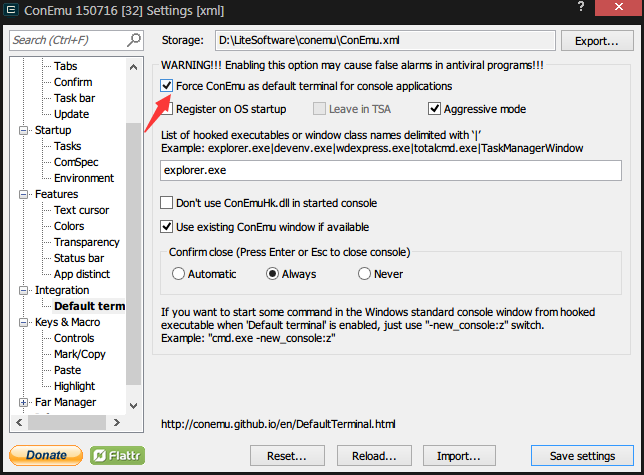 ConEmu 150716 [32] Settings [xml]
Search (Ctrl+F)
Storage:
D:\LiteSoftware\conemu\ConEmu.xml
Export...
Tabs
Confirm
Task bar
Update
Startup
Tasks
ComSpec
Environment
Features
Text cursor
Colors
Transparency
Status bar
App distinct
Integration
Default term
Keys & Macro
Controls
Mark/Copy
Paste
Highlight
Far Manager
WARNING!!! Enabling this option may cause false alarms in antiviral programs!!!
Force ConEmu as default terminal for console applications
Register on OS startup
Leave in TSA
Aggressive mode
List of hooked executables or window class names delimited with '|'
Example: explorer.exe|devenv.exe|wdexpress.exe|totalcmd.exe|TaskManagerWindow
explorer.exe
Don't use ConEmuHk.dll in started console
Use existing ConEmu window if available
Confirm close (Press Enter or Esc to close console)
Automatic
Always
Never
If you want to start some command in the Windows standard console window from hooked
executable when 'Default terminal' is enabled, just use "-new_console:z" switch.
Example: "cmd.exe -new_console:z"
http://conemu.github.io/en/DefaultTerminal.html
Donate
Flattr
Reset...
Reload...
Import...
Save settings